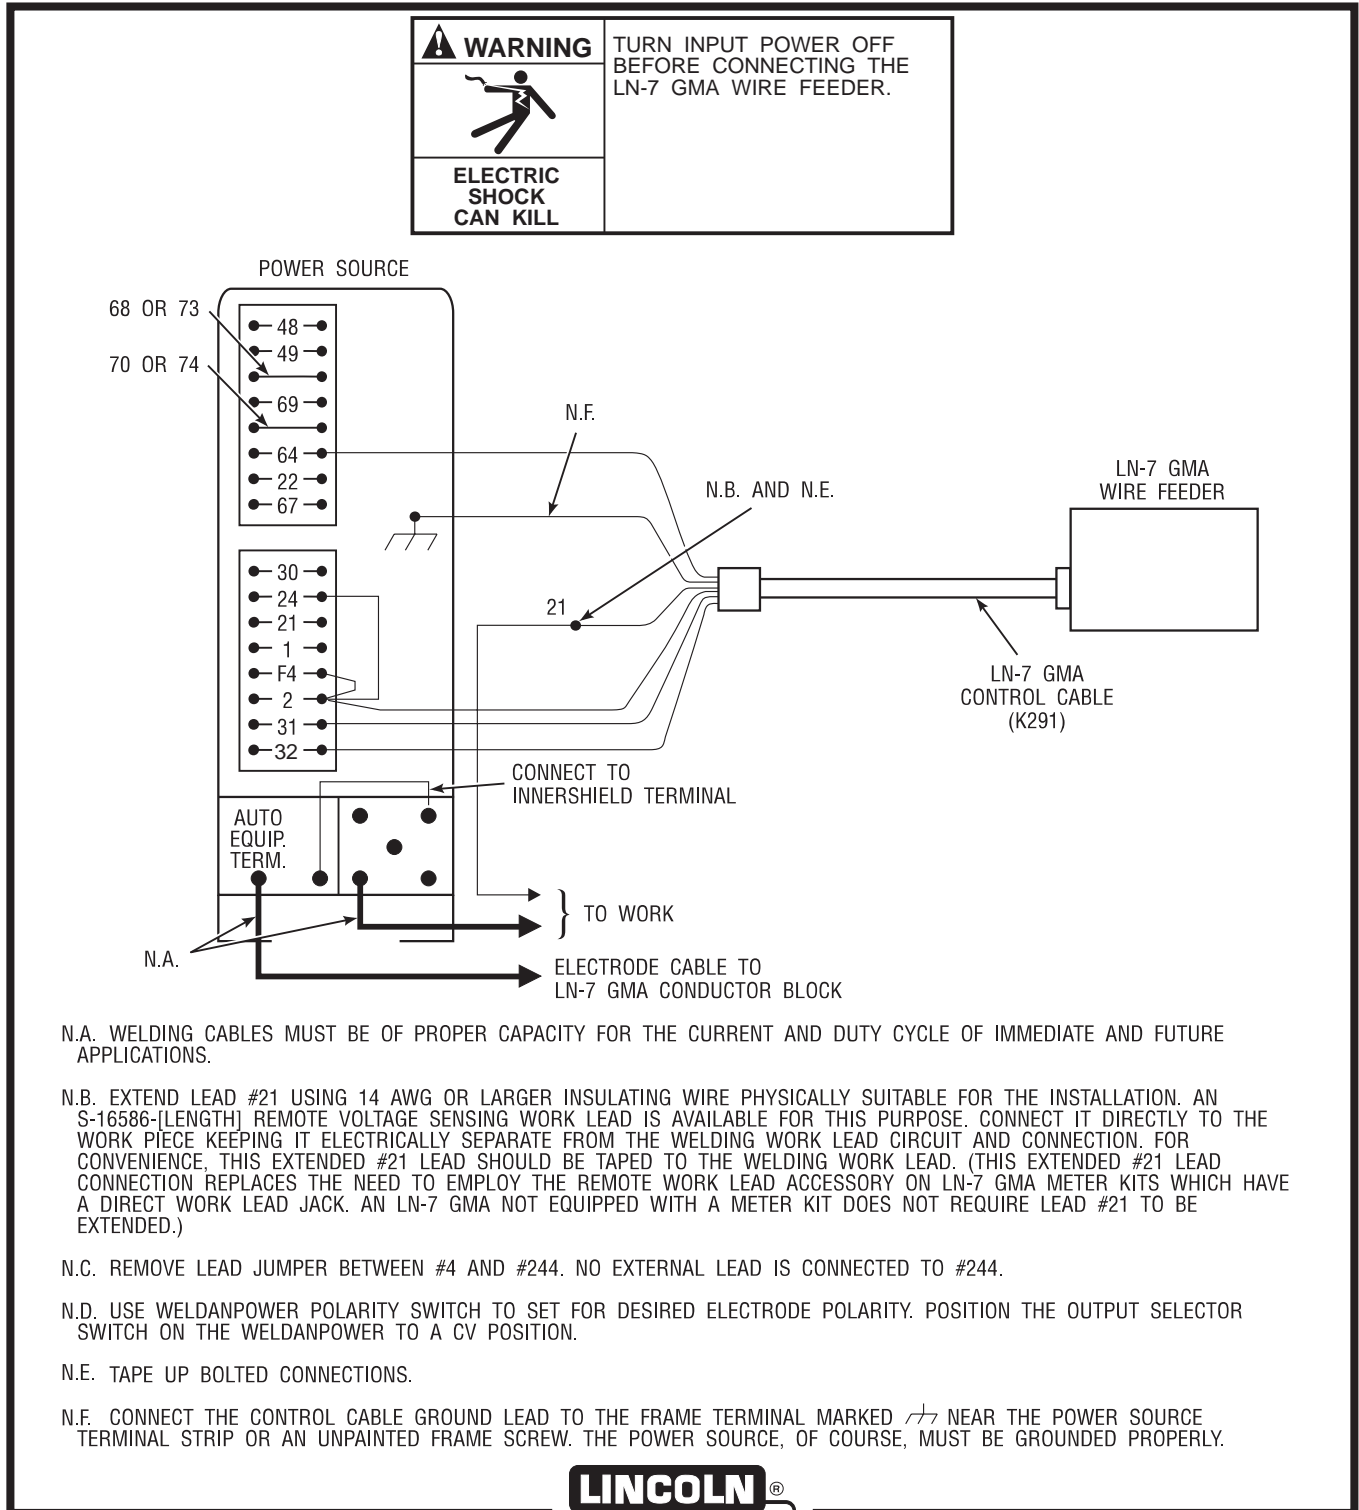 WARNING
ELECTRIC
SHOCK
CAN KILL
TURN INPUT POWER OFF
BEFORE CONNECTING THE
LN-7 GMA WIRE FEEDER.
POWER SOURCE
68 OR 73
70 OR 74
48
49
69
64
22
67
30
24
21
1
F4
2
31
32
N.F.
N.B. AND N.E.
21
LN-7 GMA
WIRE FEEDER
LN-7 GMA
CONTROL CABLE
(K291)
CONNECT TO
INNERSHIELD TERMINAL
AUTO
EQUIP.
TERM.
TO WORK
N.A.
ELECTRODE CABLE TO
LN-7 GMA CONDUCTOR BLOCK
N.A. WELDING CABLES MUST BE OF PROPER CAPACITY FOR THE CURRENT AND DUTY CYCLE OF IMMEDIATE AND FUTURE
APPLICATIONS.
N.B. EXTEND LEAD #21 USING 14 AWG OR LARGER INSULATING WIRE PHYSICALLY SUITABLE FOR THE INSTALLATION. AN
S-16586-[LENGTH] REMOTE VOLTAGE SENSING WORK LEAD IS AVAILABLE FOR THIS PURPOSE. CONNECT IT DIRECTLY TO THE
WORK PIECE KEEPING IT ELECTRICALLY SEPARATE FROM THE WELDING WORK LEAD CIRCUIT AND CONNECTION. FOR
CONVENIENCE, THIS EXTENDED #21 LEAD SHOULD BE TAPED TO THE WELDING WORK LEAD. (THIS EXTENDED #21 LEAD
CONNECTION REPLACES THE NEED TO EMPLOY THE REMOTE WORK LEAD ACCESSORY ON LN-7 GMA METER KITS WHICH HAVE
A DIRECT WORK LEAD JACK. AN LN-7 GMA NOT EQUIPPED WITH A METER KIT DOES NOT REQUIRE LEAD #21 TO BE
EXTENDED.)
N.C. REMOVE LEAD JUMPER BETWEEN #4 AND #244. NO EXTERNAL LEAD IS CONNECTED TO #244.
N.D. USE WELDANPOWER POLARITY SWITCH TO SET FOR DESIRED ELECTRODE POLARITY. POSITION THE OUTPUT SELECTOR
SWITCH ON THE WELDANPOWER TO A CV POSITION.
N.E. TAPE UP BOLTED CONNECTIONS.
N.F. CONNECT THE CONTROL CABLE GROUND LEAD TO THE FRAME TERMINAL MARKED NEAR THE POWER SOURCE
TERMINAL STRIP OR AN UNPAINTED FRAME SCREW. THE POWER SOURCE, OF COURSE, MUST BE GROUNDED PROPERLY.
LINCOLN ®